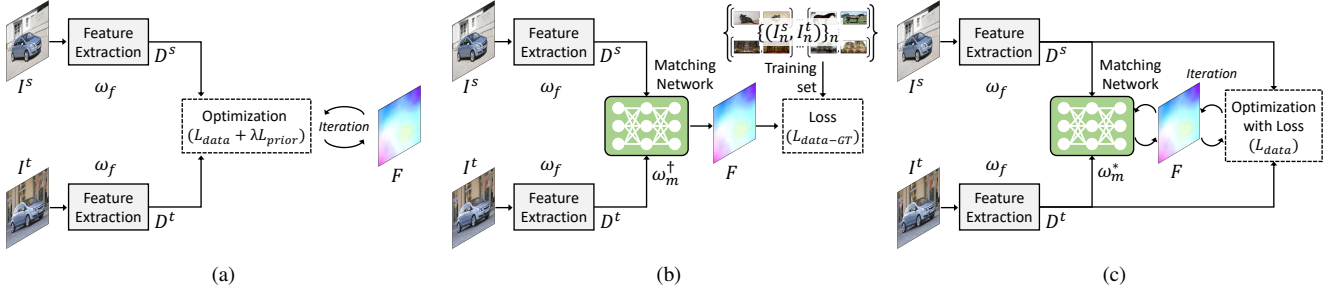 Feature
Extraction
D^s
I^s
ω_f
Optimization
(L_data + λL_prior)
Iteration
F
I^t
ω_f
Feature
Extraction
D^t
(a)
{(I_n^s, I_n^t)}_n
...
Feature
Extraction
D^s
I^s
ω_f
Matching
Network
Training
set
Loss
(L_data−GT)
F
ω_m^†
I^t
ω_f
Feature
Extraction
D^t
(b)
Feature
Extraction
D^s
I^s
ω_f
Matching
Network
Iteration
Optimization
with Loss
(L_data)
F
ω_m^*
I^t
ω_f
Feature
Extraction
D^t
(c)